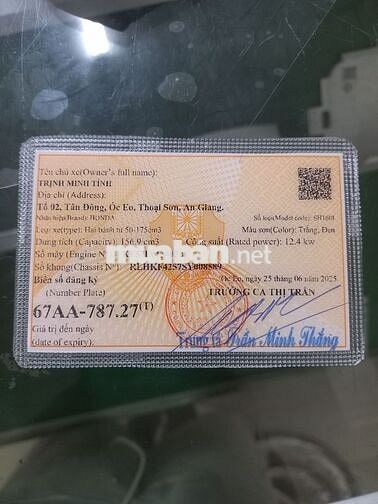 Tên chủ xe(Owner's full name):
TRỊNH MINH TÍNH
Địa chỉ (Address):
Tổ 02, Tân Đông, Óc Eo, Thoại Sơn, An Giang.
Nhãn hiệu(Brand): HONDA Số loại(Model code): SH160i
Loại xe(type): Hai bánh từ 50-175cm3 Màu sơn(Color): Trắng, Đen
Dung tích (Capacity): 156.9cm3 Công suất (Rated power): 12.4 kw
Số máy (Engine N
Số khung(Chassis N°): RLHKF42S7SY008589
Biển số đăng ký Óc Eo, ngày 25 tháng 06 năm 2025
(Number Plate) TRƯỞNG CA THỊ TRẤN
67AA-787.27(T)
Giá trị đến ngày
(date of expiry): Trung tá Trần Minh Thắng
muaban.net
muaban.net